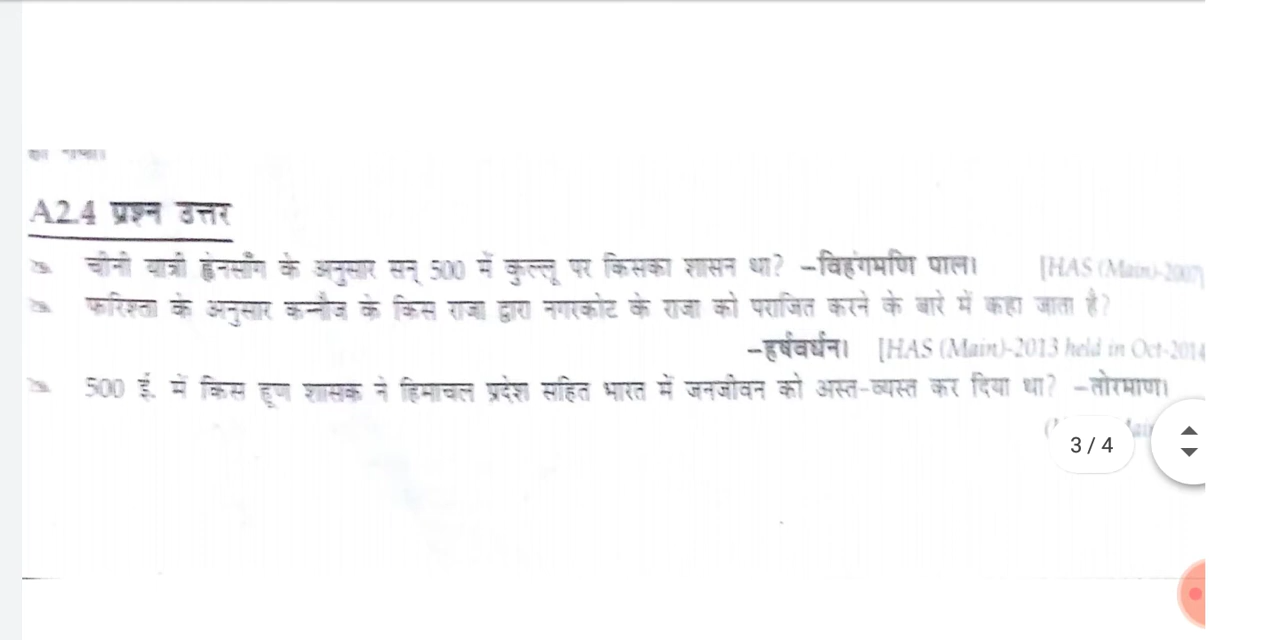 A2.4 प्रश्न उत्तर
चीनी यात्री ह्वेनसाँग के अनुसार सन् 500 में कुल्लू पर किसका शासन था? –विहंगमणि पाल। [HAS (Main)-2007]
फरिश्ता के अनुसार कन्नौज के किस राजा द्वारा नगरकोट के राजा को पराजित करने के बारे में कहा जाता है?
–हर्षवर्धन। [HAS (Main)-2013 held in Oct-2014
500 ई. में किस हूण शासक ने हिमाचल प्रदेश सहित भारत में जनजीवन को अस्त-व्यस्त कर दिया था? –तोरमाण।
3 / 4